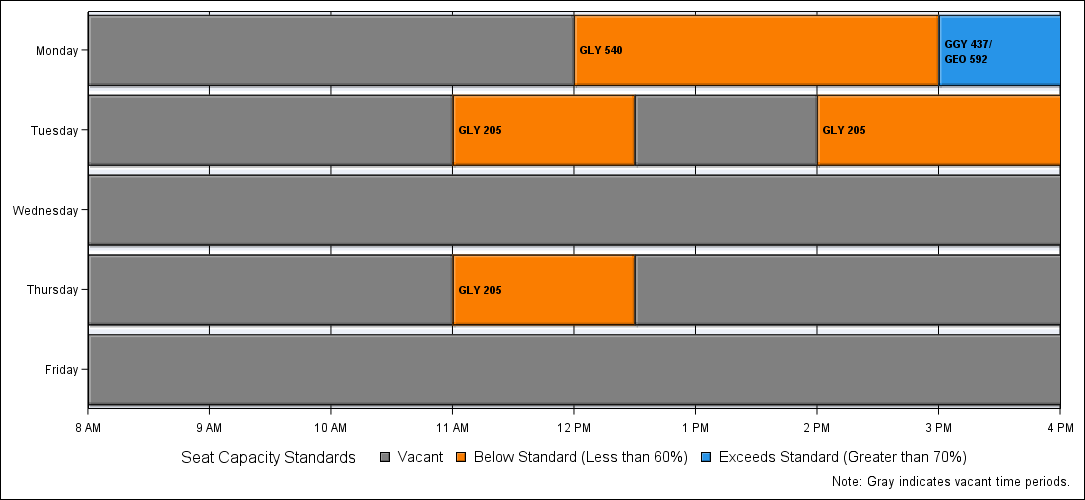 Monday
GLY 540
GGY 437/
GEO 592
Tuesday
GLY 205
GLY 205
Wednesday
Thursday
GLY 205
Friday
8 AM 9 AM 10 AM 11 AM 12 PM 1 PM 2 PM 3 PM 4 PM
Seat Capacity Standards Vacant Below Standard (Less than 60%) Exceeds Standard (Greater than 70%)
Note: Gray indicates vacant time periods.